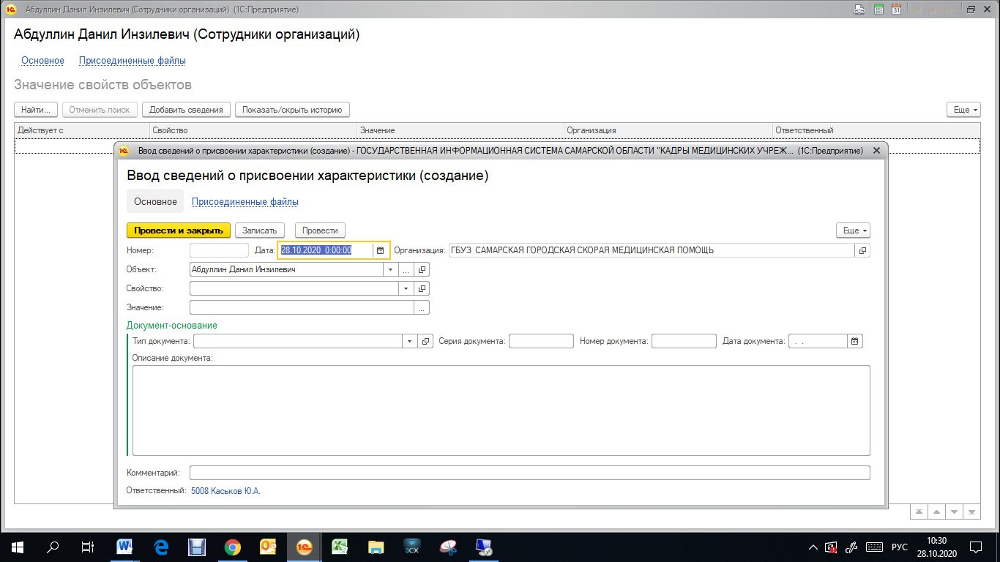 Абдуллин Данил Инзилевич (Сотрудники организаций) (1С:Предприятие)
Абдуллин Данил Инзилевич (Сотрудники организаций)
Основное Присоединенные файлы
Значение свойств объектов
Найти... Отменить поиск Добавить сведения Показать/скрыть историю Еще
Действует с Свойство Значение Организация Ответственный
Ввод сведений о присвоении характеристики (создание) - ГОСУДАРСТВЕННАЯ ИНФОРМАЦИОННАЯ СИСТЕМА САМАРСКОЙ ОБЛАСТИ "КАДРЫ МЕДИЦИНСКИХ УЧРЕЖ... (1С:Предприятие)
Ввод сведений о присвоении характеристики (создание)
Основное Присоединенные файлы
Провести и закрыть Записать Провести Еще
Номер: Дата: 28.10.2020 0:00:00 Организация: ГБУЗ САМАРСКАЯ ГОРОДСКАЯ СКОРАЯ МЕДИЦИНСКАЯ ПОМОЩЬ
Объект: Абдуллин Данил Инзилевич ...
Свойство:
Значение: ...
Документ-основание
Тип документа: Серия документа: Номер документа: Дата документа: . .
Описание документа:
Комментарий:
Ответственный: 5008 Каськов Ю.А.
РУС 10:30
28.10.2020